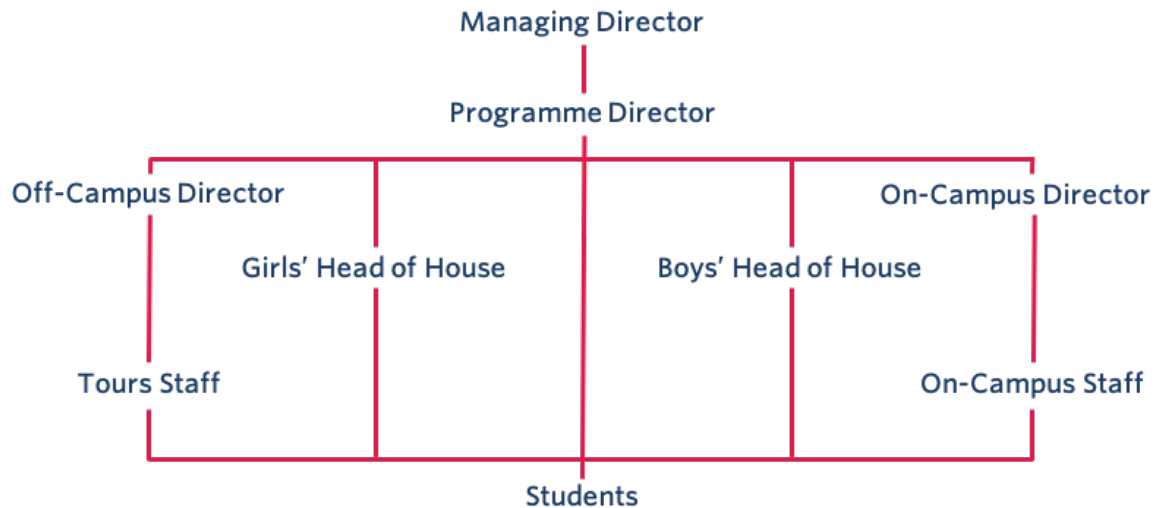 Managing Director
Programme Director
Off-Campus Director
On-Campus Director
Girls’ Head of House
Boys’ Head of House
Tours Staff
On-Campus Staff
Students